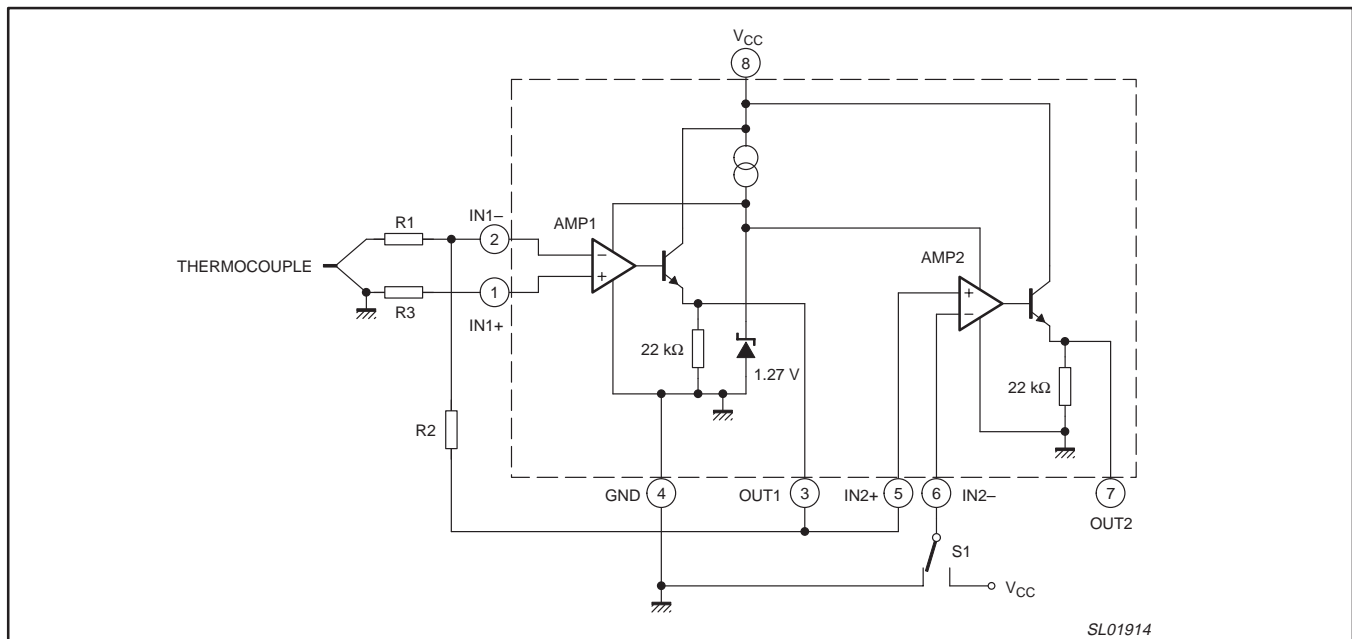 VCC
8
R1
IN1–
2
AMP1
THERMOCOUPLE
R3
1
IN1+
AMP2
22 kΩ
1.27 V
22 kΩ
R2
GND 4 OUT1 3 IN2+ 5 6 IN2– 7
OUT2
S1
VCC
SL01914
− + + −